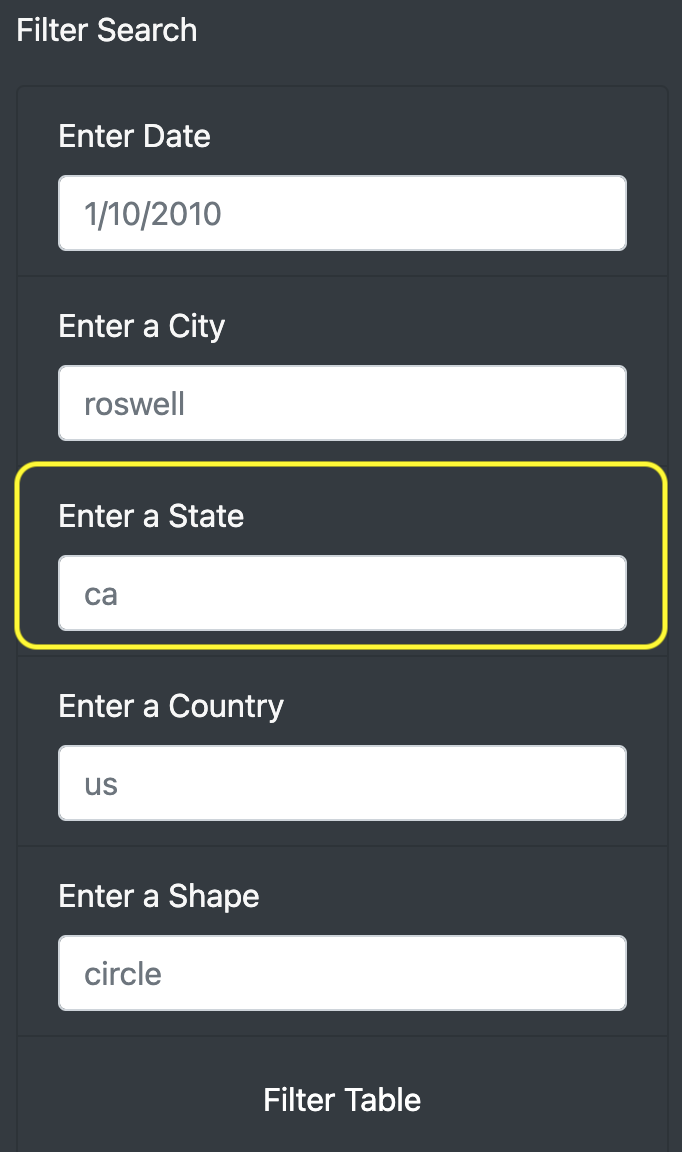 Filter Search
Enter Date
1/10/2010
Enter a City
roswell
Enter a State
ca
Enter a Country
us
Enter a Shape
circle
Filter Table